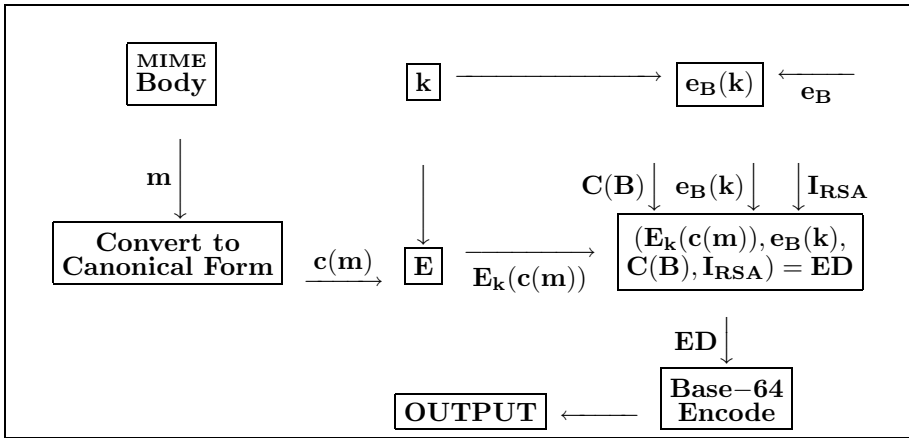 MIME
Body
k
e_B(k)
e_B
m
C(B)
e_B(k)
I_RSA
Convert to
Canonical Form
c(m)
E
E_k(c(m))
(E_k(c(m)), e_B(k),
C(B), I_RSA) = ED
ED
Base−64
Encode
OUTPUT